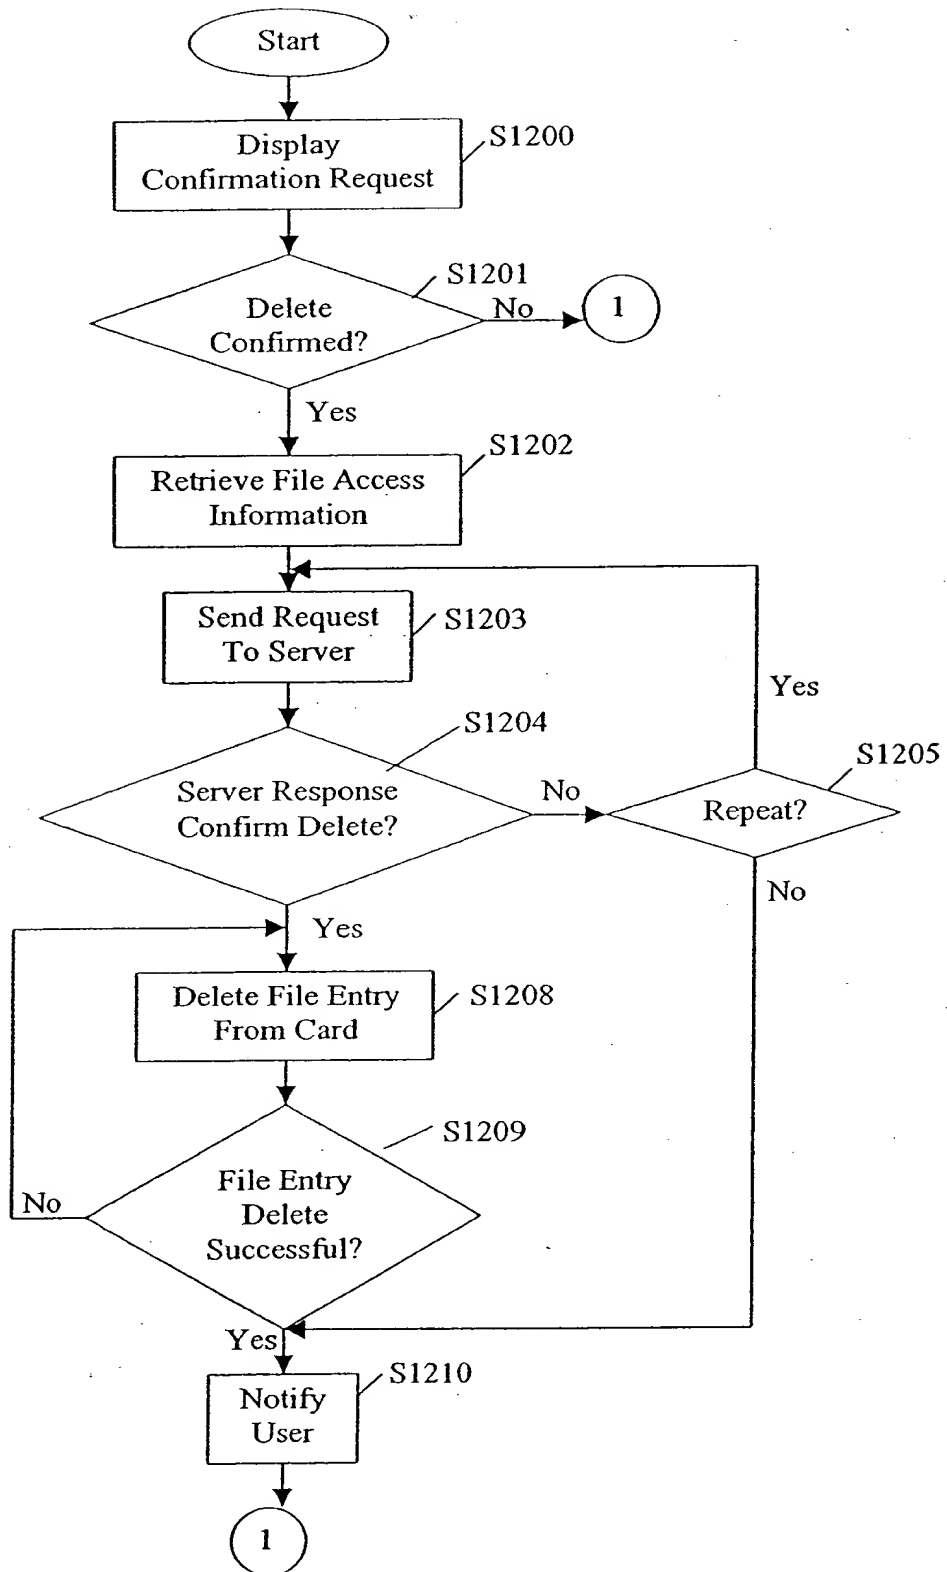 Start
S1200
Display
Confirmation Request
S1201
Delete
Confirmed?
No
1
Yes
S1202
Retrieve File Access
Information
Send Request
To Server
S1203
Yes
S1204
S1205
Server Response
Confirm Delete?
No
Repeat?
No
Yes
Delete File Entry
From Card
S1208
S1209
File Entry
Delete
Successful?
No
Yes
S1210
Notify
User
1